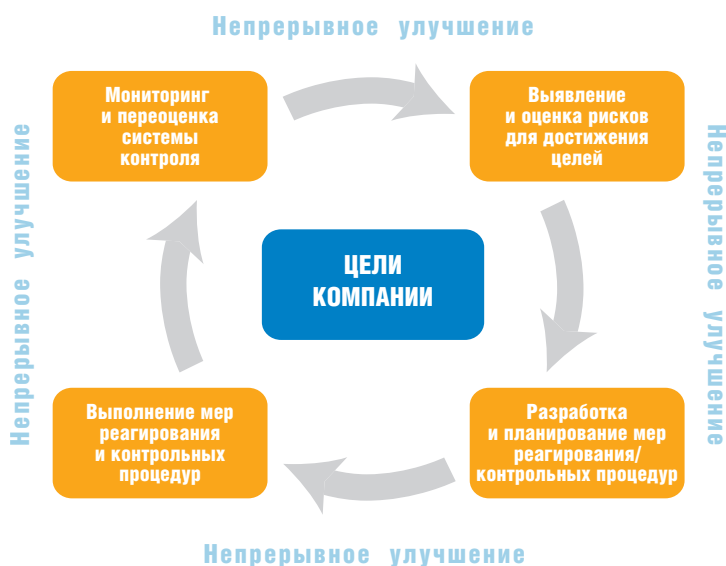 Непрерывное улучшение
Мониторинг
и переоценка
системы
контроля
Выявление
и оценка рисков
для достижения
целей
Непрерывное улучшение
Непрерывное улучшение
ЦЕЛИ
КОМПАНИИ
Выполнение мер
реагирования
и контрольных
процедур
Разработка
и планирование мер
реагирования/
контрольных процедур
Непрерывное улучшение